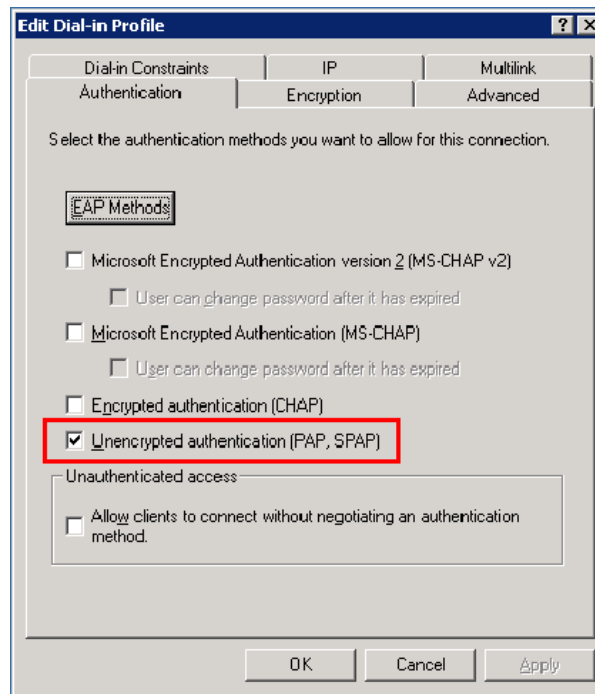 Edit Dial-in Profile
Dial-in Constraints
IP
Multilink
Authentication
Encryption
Advanced
Select the authentication methods you want to allow for this connection.
EAP Methods
Microsoft Encrypted Authentication version 2 (MS-CHAP v2)
User can change password after it has expired
Microsoft Encrypted Authentication (MS-CHAP)
User can change password after it has expired
Encrypted authentication (CHAP)
Unencrypted authentication (PAP, SPAP)
Unauthenticated access
Allow clients to connect without negotiating an authentication
method.
OK
Cancel
Apply